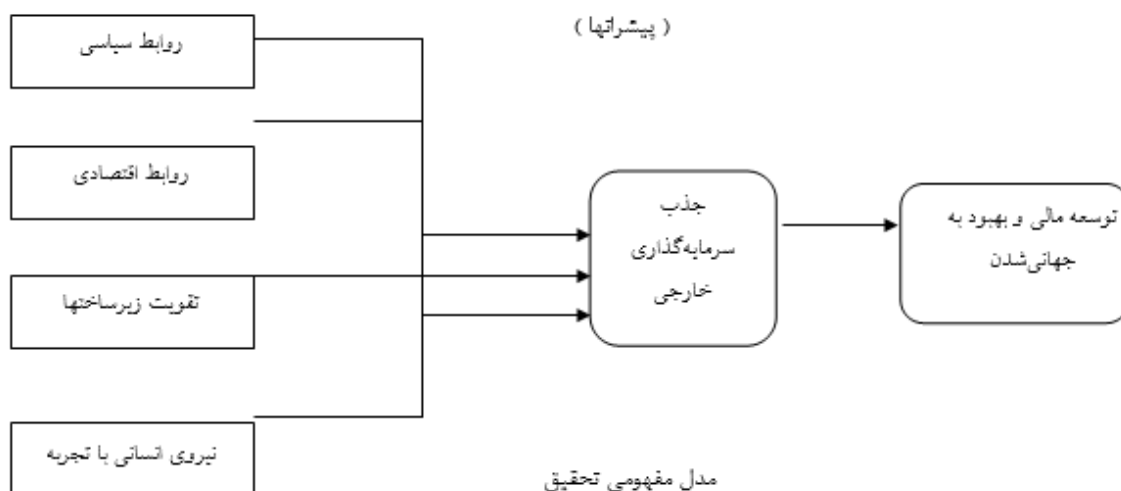 ( پیشرانها )
روابط سیاسی
روابط اقتصادی
تقویت زیرساختها
نیروی انسانی با تجربه
جذب
سرمایه‌گذاری
خارجی
توسعه مالی و بهبود به
جهانی‌شدن
مدل مفهومی تحقیق